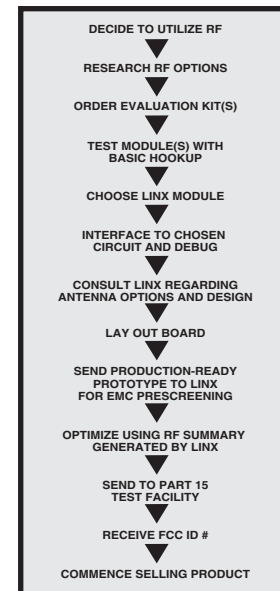 DECIDE TO UTILIZE RF
RESEARCH RF OPTIONS
ORDER EVALUATION KIT(S)
TEST MODULE(S) WITH
BASIC HOOKUP
CHOOSE LINX MODULE
INTERFACE TO CHOSEN
CIRCUIT AND DEBUG
CONSULT LINX REGARDING
ANTENNA OPTIONS AND DESIGN
LAY OUT BOARD
SEND PRODUCTION-READY
PROTOTYPE TO LINX
FOR EMC PRESCREENING
OPTIMIZE USING RF SUMMARY
GENERATED BY LINX
SEND TO PART 15
TEST FACILITY
RECEIVE FCC ID #
COMMENCE SELLING PRODUCT